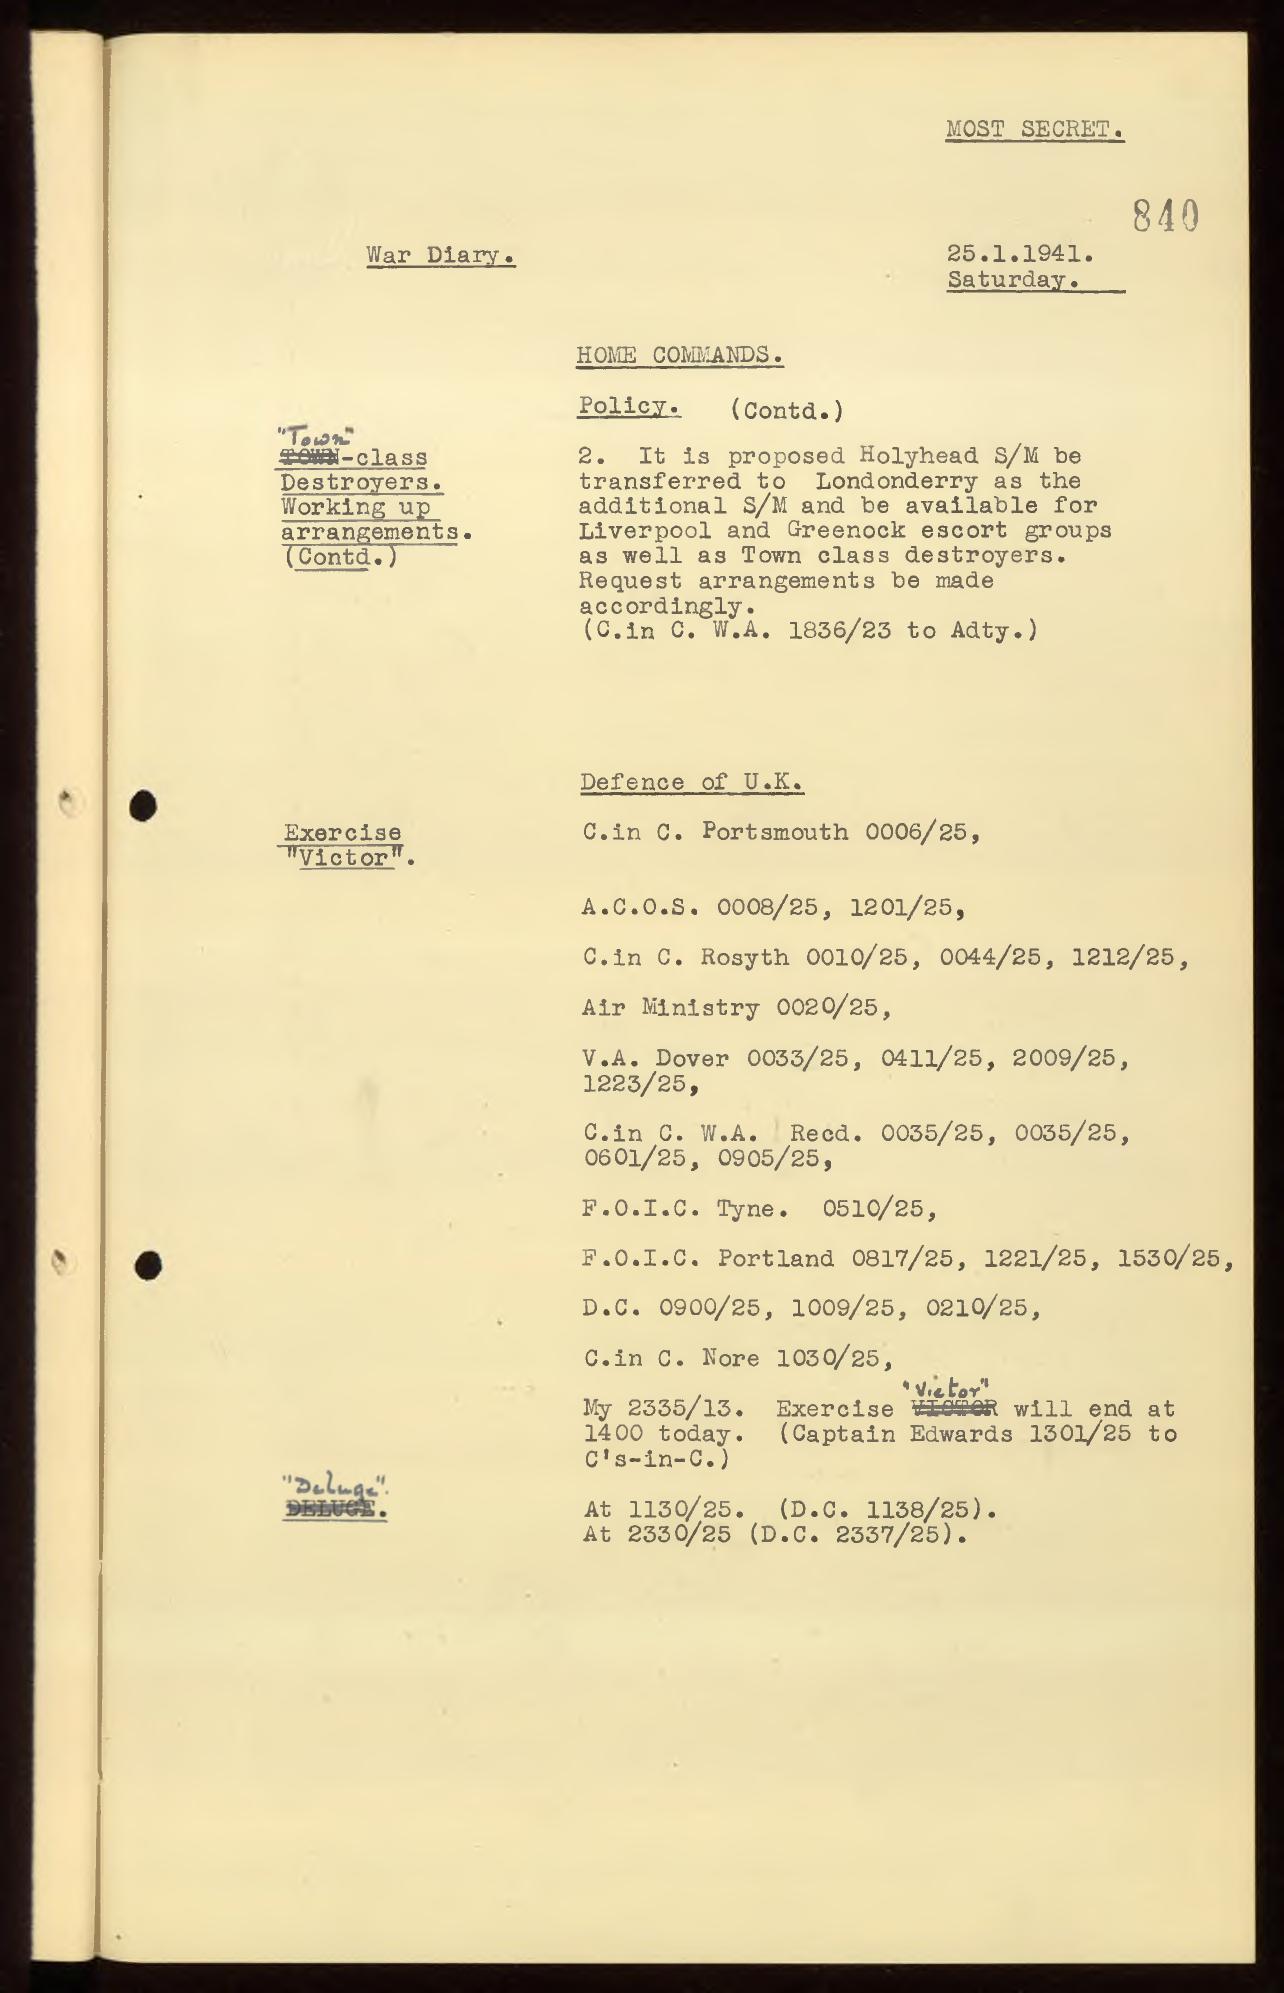 MOST SECRET.
840
War Diary.
25.1.1941.
Saturday.
HOME COMMANDS.
Policy. (Contd.)
"Town"
TOWN-class
Destroyers.
Working up
arrangements.
(Contd.)
2. It is proposed Holyhead S/M be
transferred to Londonderry as the
additional S/M and be available for
Liverpool and Greenock escort groups
as well as Town class destroyers.
Request arrangements be made
accordingly.
(C.in C. W.A. 1836/23 to Adty.)
Defence of U.K.
Exercise
"Victor".
C.in C. Portsmouth 0006/25,
A.C.O.S. 0008/25, 1201/25,
C.in C. Rosyth 0010/25, 0044/25, 1212/25,
Air Ministry 0020/25,
V.A. Dover 0033/25, 0411/25, 2009/25,
1223/25,
C.in C. W.A. Recd. 0035/25, 0035/25,
0601/25, 0905/25,
F.O.I.C. Tyne. 0510/25,
F.O.I.C. Portland 0817/25, 1221/25, 1530/25,
D.C. 0900/25, 1009/25, 0210/25,
C.in C. Nore 1030/25,
"Victor"
My 2335/13. Exercise VICTOR will end at
1400 today. (Captain Edwards 1301/25 to
C's-in-C.)
"Deluge".
DELUGE.
At 1130/25. (D.C. 1138/25).
At 2330/25 (D.C. 2337/25).